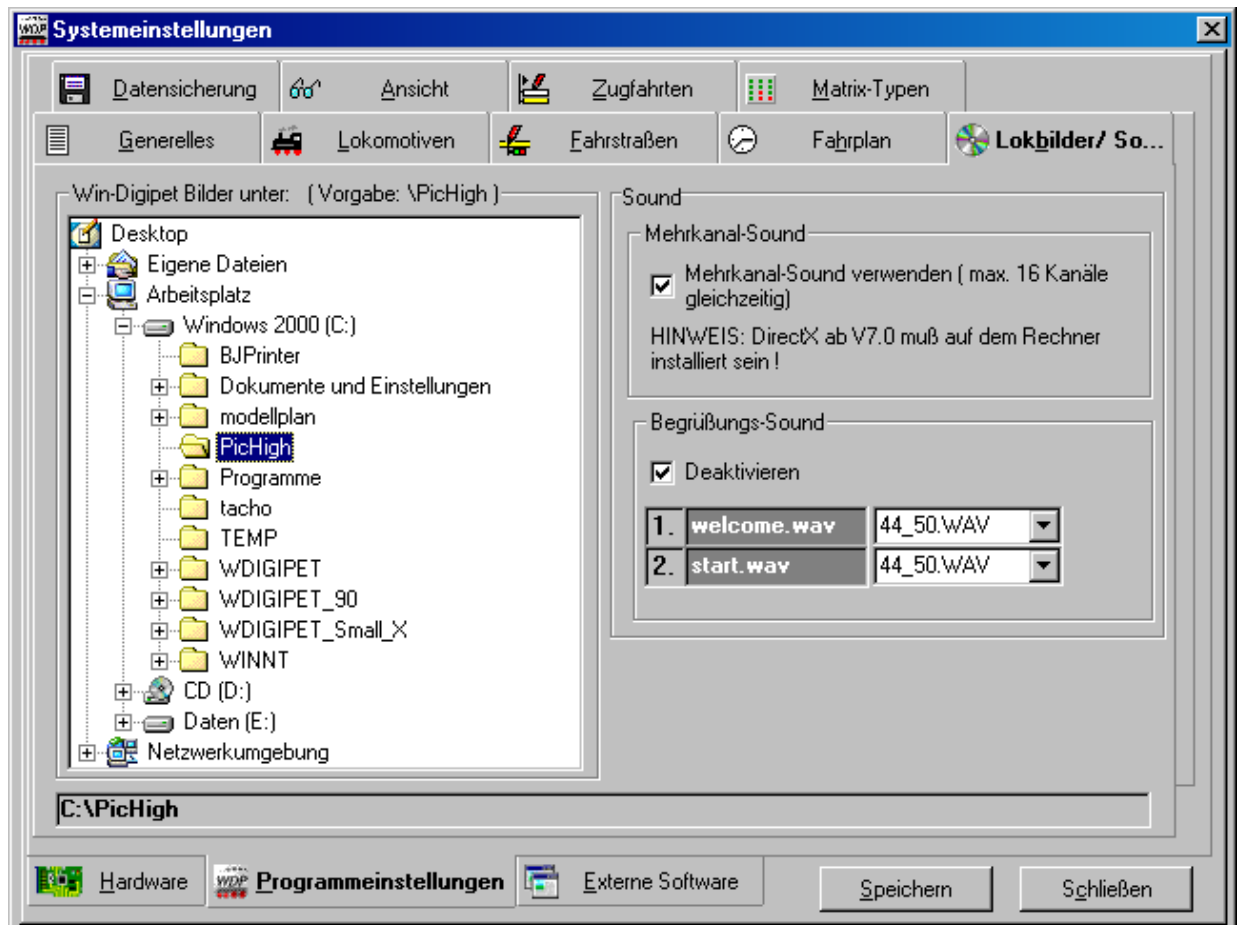 WDP Systemeinstellungen
Datensicherung Ansicht Zugfahrten Matrix-Typen
Generelles Lokomotiven Fahrstraßen Fahrplan Lokbilder/ So...
Win-Digipet Bilder unter: ( Vorgabe: \PicHigh )
Desktop
Eigene Dateien
Arbeitsplatz
Windows 2000 (C:)
BJPrinter
Dokumente und Einstellungen
modellplan
PicHigh
Programme
tacho
TEMP
WDIGIPET
WDIGIPET_90
WDIGIPET_Small_X
WINNT
CD (D:)
Daten (E:)
Netzwerkumgebung
Sound
Mehrkanal-Sound
Mehrkanal-Sound verwenden ( max. 16 Kanäle
gleichzeitig)
HINWEIS: DirectX ab V7.0 muß auf dem Rechner
installiert sein !
Begrüßungs-Sound
Deaktivieren
1. welcome.wav 44_50.WAV
2. start.wav 44_50.WAV
C:\PicHigh
Hardware WDP Programmeinstellungen Externe Software Speichern Schließen